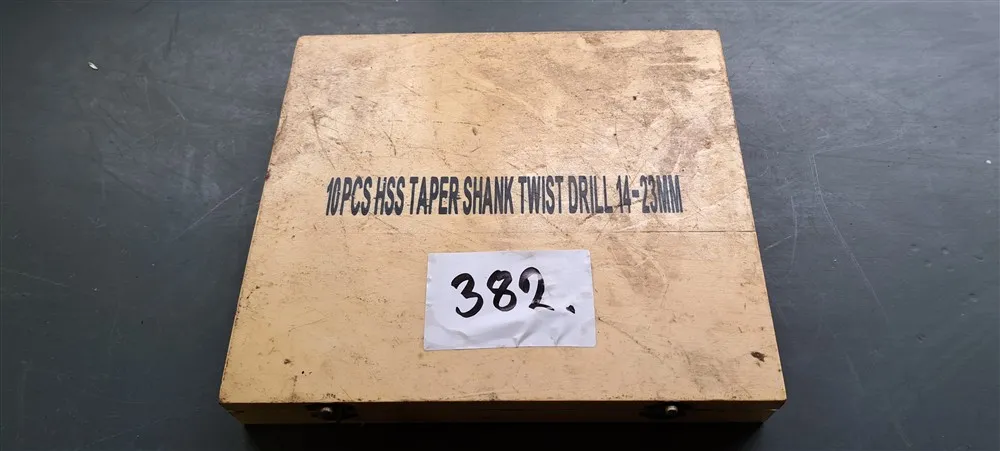 10PCS HSS TAPER SHANK TWIST DRILL 14-23MM
382.